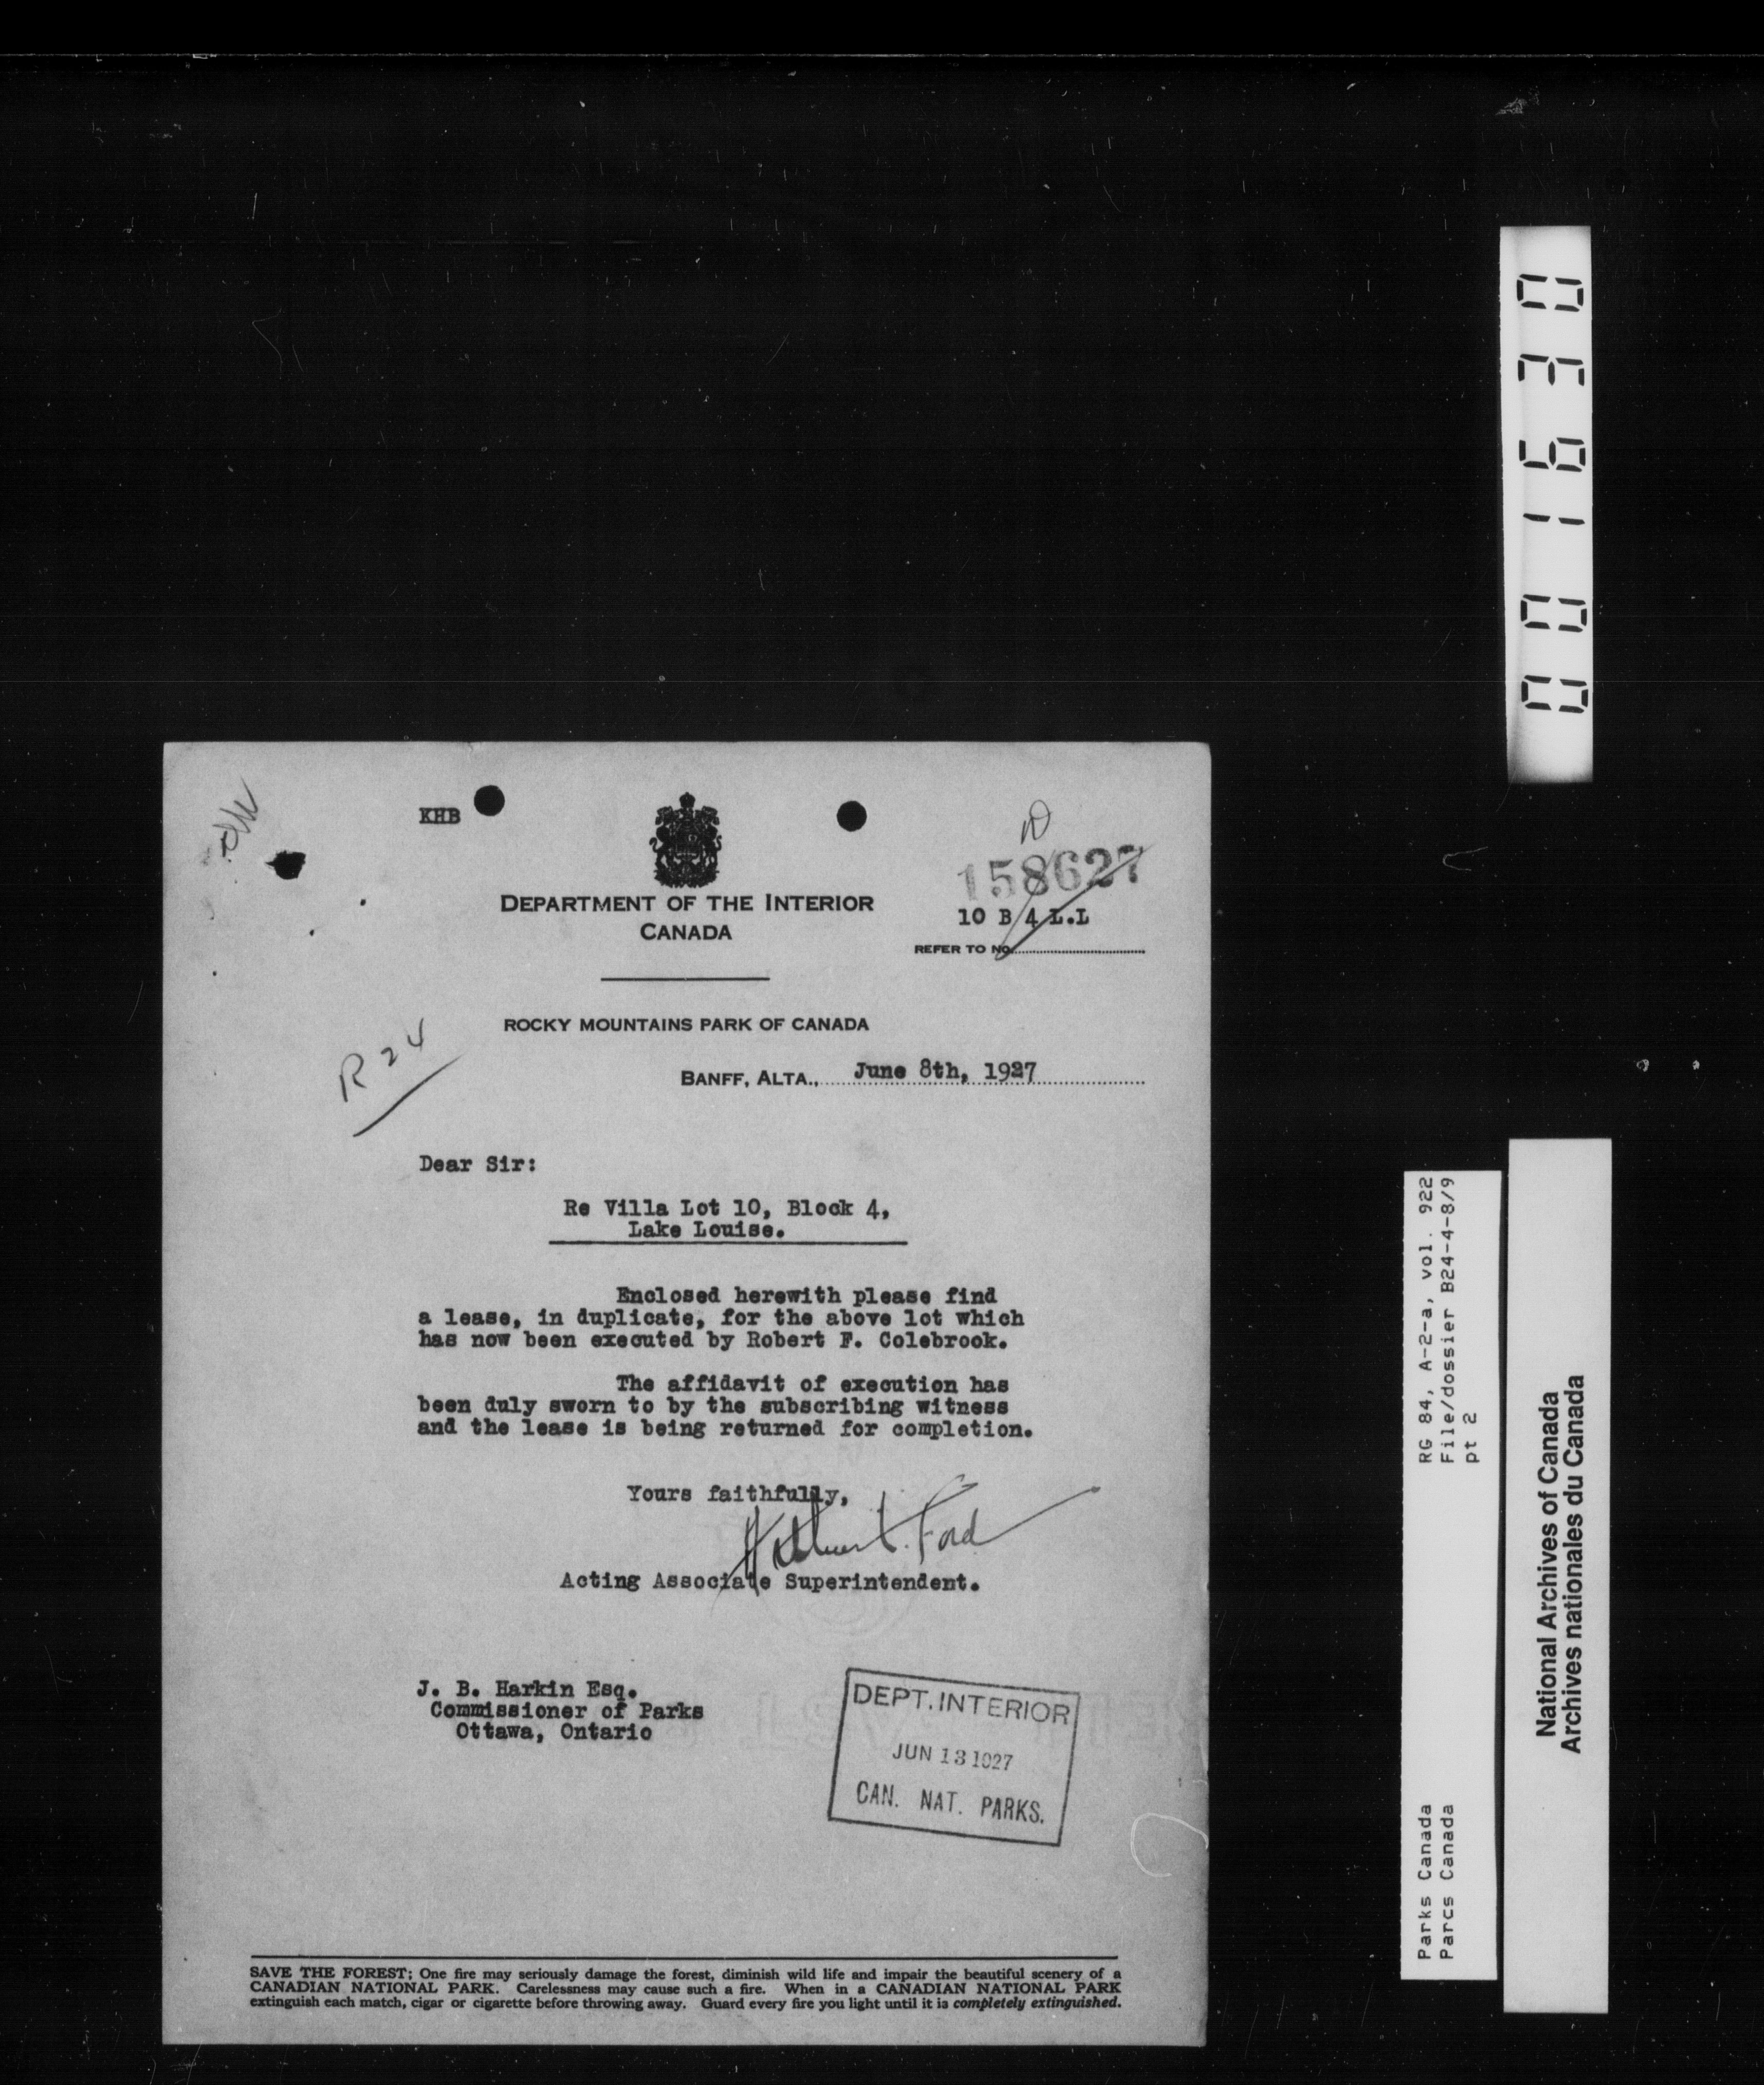 KHB
158627
DEPARTMENT OF THE INTERIOR
CANADA
10 B 4 L.L
REFER TO NO.
ROCKY MOUNTAINS PARK OF CANADA
R 24
BANFF, ALTA., June 8th, 1927
Dear Sir:
Re Villa Lot 10, Block 4,
Lake Louise.
Enclosed herewith please find
a lease, in duplicate, for the above lot which
has now been executed by Robert F. Colebrook.
The affidavit of execution has
been duly sworn to by the subscribing witness
and the lease is being returned for completion.
Yours faithfully,
Acting Associate Superintendent.
J. B. Harkin Esq.
Commissioner of Parks
Ottawa, Ontario
DEPT. INTERIOR
JUN 13 1927
CAN. NAT. PARKS.
SAVE THE FOREST; One fire may seriously damage the forest, diminish wild life and impair the beautiful scenery of a
CANADIAN NATIONAL PARK. Carelessness may cause such a fire. When in a CANADIAN NATIONAL PARK
extinguish each match, cigar or cigarette before throwing away. Guard every fire you light until it is completely extinguished.
001630
RG 84, A-2-a, vol. 922
File/dossier B24-4-8/9
pt 2
Parks Canada
Parcs Canada
National Archives of Canada
Archives nationales du Canada